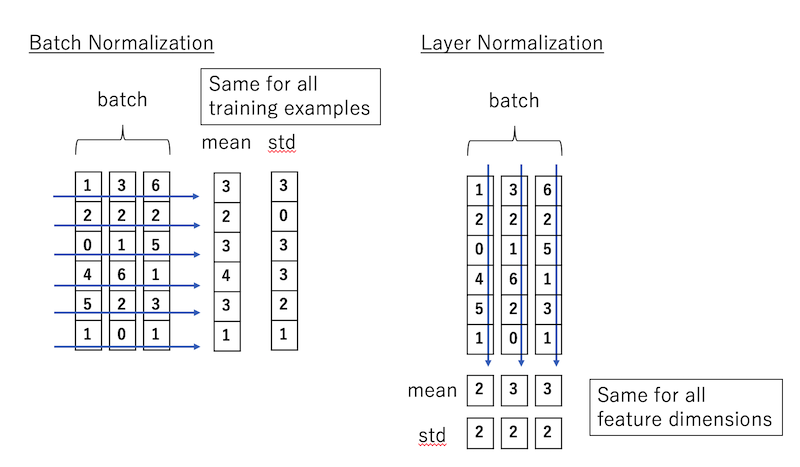 Batch Normalization
Same for all
training examples
batch
mean std
1 3 6 3 3
2 2 2 2 0
0 1 5 3 3
4 6 1 4 3
5 2 3 3 2
1 0 1 1 1
Layer Normalization
batch
1 3 6
2 2 2
0 1 5
4 6 1
5 2 3
1 0 1
mean 2 3 3
std 2 2 2
Same for all
feature dimensions